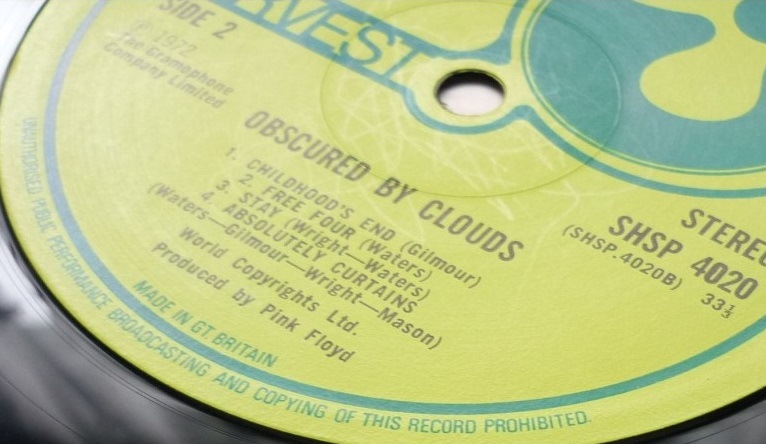 SIDE 2
RVEST
℗ 1972
The Gramophone
Company Limited
OBSCURED BY CLOUDS
1. CHILDHOOD'S END (Gilmour)
2. FREE FOUR (Waters)
3. STAY (Wright—Waters)
4. ABSOLUTELY CURTAINS
(Waters—Gilmour—Wright—Mason)
World Copyrights Ltd.
Produced by Pink Floyd
STEREO
SHSP 4020
(SHSP.4020B)
33⅓
MADE IN GT. BRITAIN
UNAUTHORISED PUBLIC PERFORMANCE BROADCASTING AND COPYING OF THIS RECORD PROHIBITED.